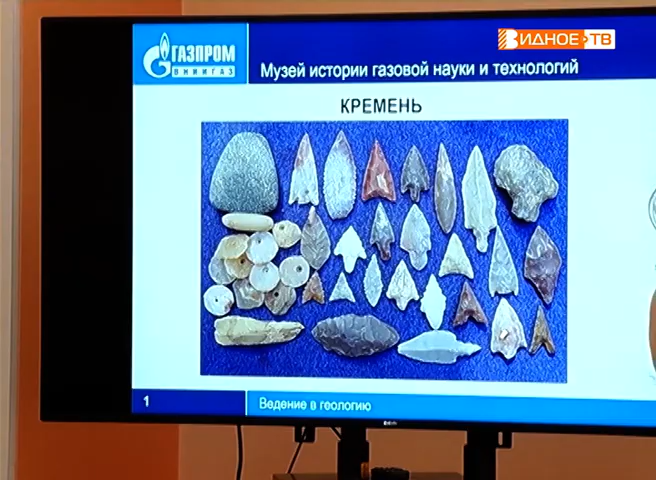 ВИДНОЕ ТВ
ГАЗПРОМ
ВНИИГАЗ
Музей истории газовой науки и технологий
КРЕМЕНЬ
1
Ведение в геологию